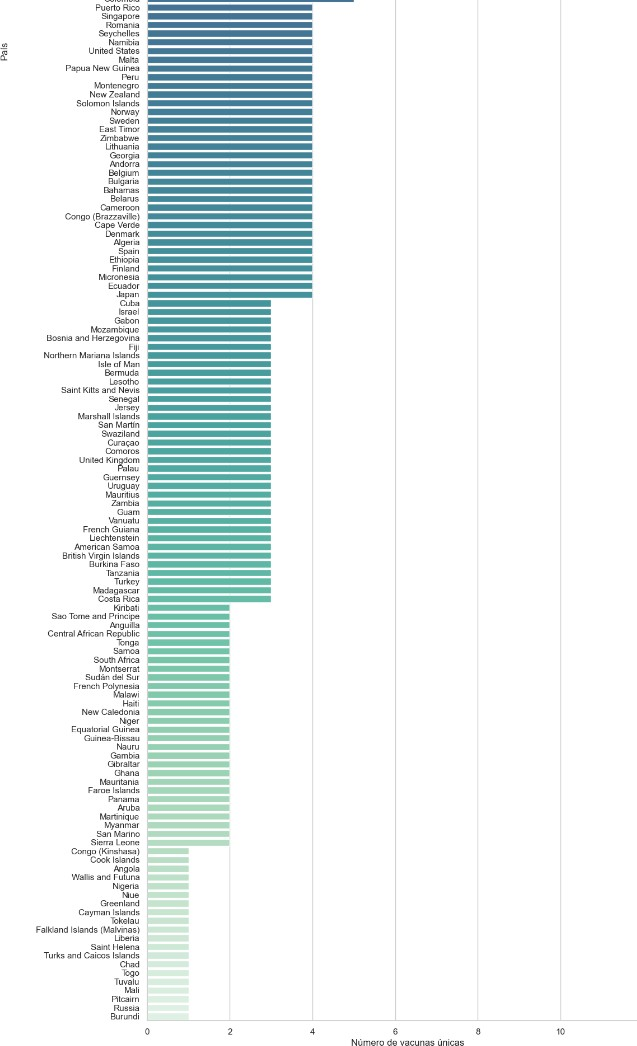 Colombia
Puerto Rico
Singapore
Romania
Seychelles
Namibia
País
United States
Malta
Papua New Guinea
Peru
Montenegro
New Zealand
Solomon Islands
Norway
Sweden
East Timor
Zimbabwe
Lithuania
Georgia
Andorra
Belgium
Bulgaria
Bahamas
Belarus
Cameroon
Congo (Brazzaville)
Cape Verde
Denmark
Algeria
Spain
Ethiopia
Finland
Micronesia
Ecuador
Japan
Cuba
Israel
Gabon
Mozambique
Bosnia and Herzegovina
Fiji
Northern Mariana Islands
Isle of Man
Bermuda
Lesotho
Saint Kitts and Nevis
Senegal
Jersey
Marshall Islands
San Martín
Swaziland
Curaçao
Comoros
United Kingdom
Palau
Guernsey
Uruguay
Mauritius
Zambia
Guam
Vanuatu
French Guiana
Liechtenstein
American Samoa
British Virgin Islands
Burkina Faso
Tanzania
Turkey
Madagascar
Costa Rica
Kiribati
Sao Tome and Principe
Anguilla
Central African Republic
Tonga
Samoa
South Africa
Montserrat
Sudán del Sur
French Polynesia
Malawi
Haiti
New Caledonia
Niger
Equatorial Guinea
Guinea-Bissau
Nauru
Gambia
Gibraltar
Ghana
Mauritania
Faroe Islands
Panama
Aruba
Martinique
Myanmar
San Marino
Sierra Leone
Congo (Kinshasa)
Cook Islands
Angola
Wallis and Futuna
Nigeria
Niue
Greenland
Cayman Islands
Tokelau
Falkland Islands (Malvinas)
Liberia
Saint Helena
Turks and Caicos Islands
Chad
Togo
Tuvalu
Mali
Pitcairn
Russia
Burundi
0 2 4 6 8 10
Número de vacunas únicas